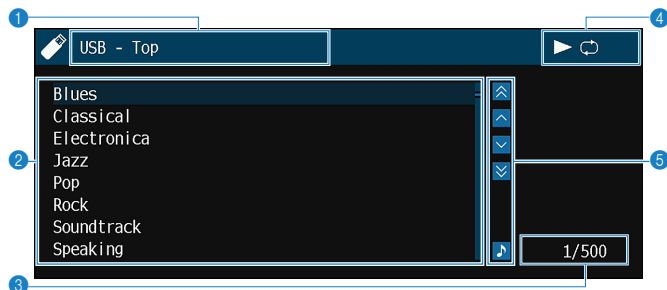 1
4
USB - Top
Blues
Classical
Electronica
2
Jazz
5
Pop
Rock
Soundtrack
Speaking
1/500
3